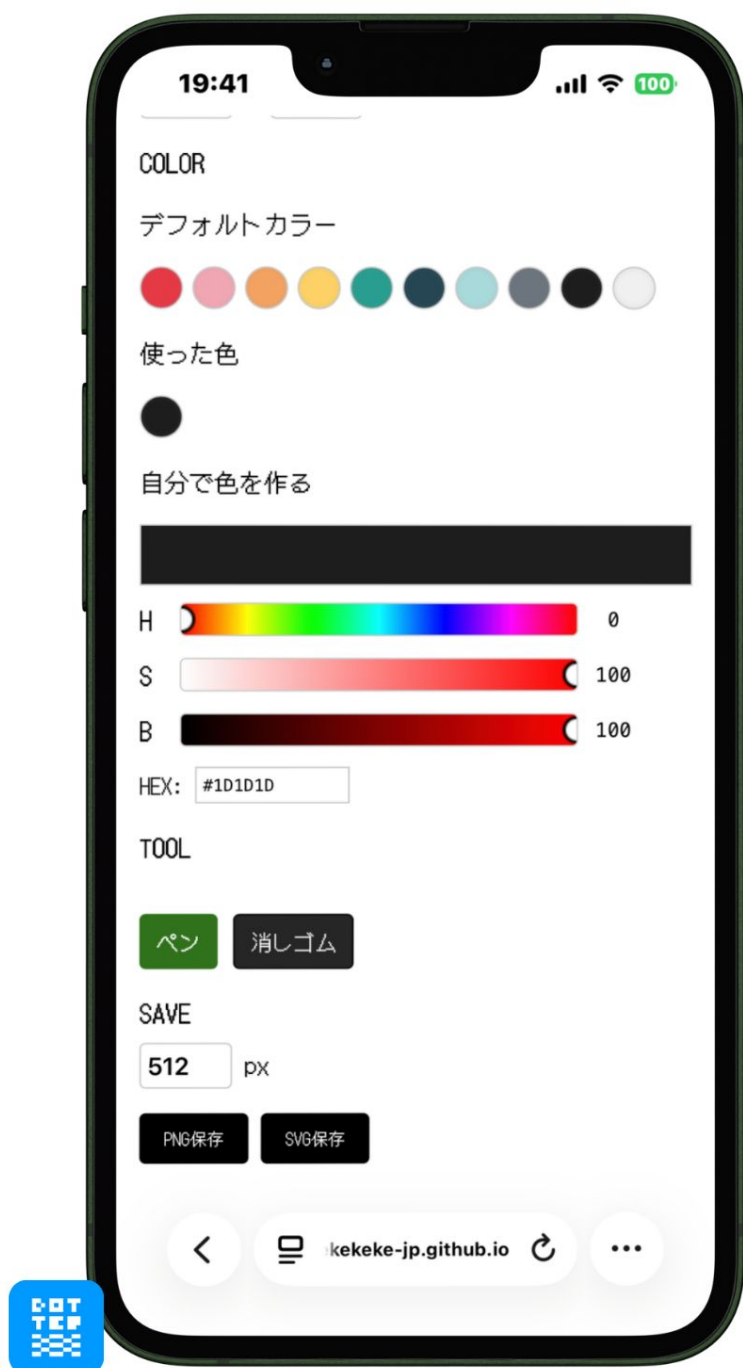 19:41
100
COLOR
デフォルトカラー
使った色
自分で色を作る
H 0
S 100
B 100
HEX: #1D1D1D
TOOL
ペン 消しゴム
SAVE
512 px
PNG保存 SVG保存
kekeke-jp.github.io
DOT
TEP